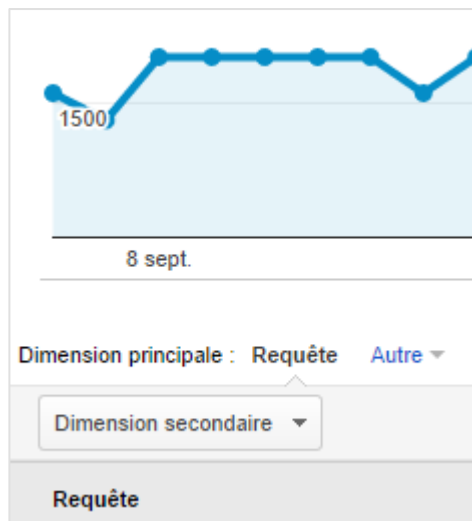 1500
8 sept.
Dimension principale : Requête Autre
Dimension secondaire
Requête